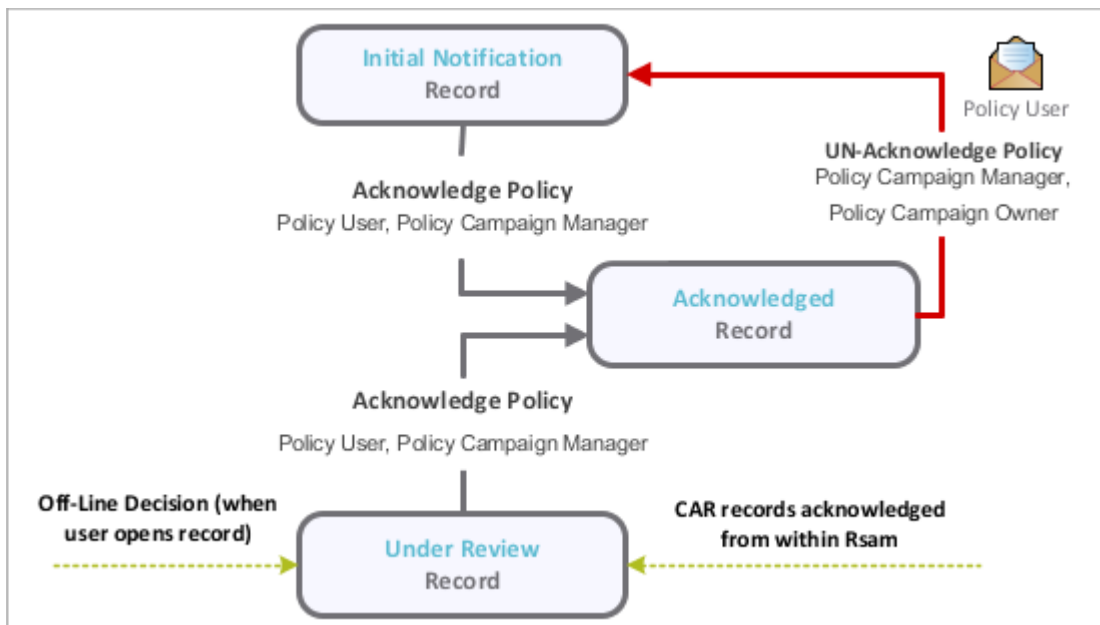 Initial Notification
Record
Policy User
UN-Acknowledge Policy
Policy Campaign Manager,
Policy Campaign Owner
Acknowledge Policy
Policy User, Policy Campaign Manager
Acknowledged
Record
Acknowledge Policy
Policy User, Policy Campaign Manager
Off-Line Decision (when
user opens record)
CAR records acknowledged
from within Rsam
Under Review
Record